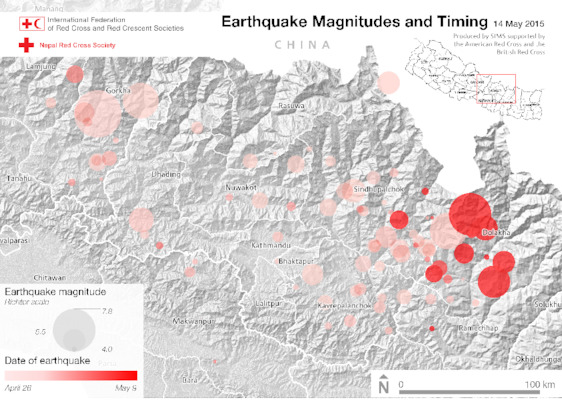 Manang
International Federation
of Red Cross and Red Crescent Societies
Nepal Red Cross Society
Earthquake Magnitudes and Timing 14 May 2015
Produced by SIMS supported by
the American Red Cross and the
British Red Cross
CHINA
Lamjung
Gorkha
Rasuwa
Tanahu
Dhading
Nuwakot
Sindhupalchok
Dolakha
Kathmandu
Bhaktapur
Chitawan
Lalitpur
Kavrepalanchok
Solukhu
Makwanpur
Ramechhap
Okhaldhunga
Bara
Earthquake magnitude
Richter scale
7.8
5.5
4.0
Date of earthquake
April 26
May 9
N
0
100 km